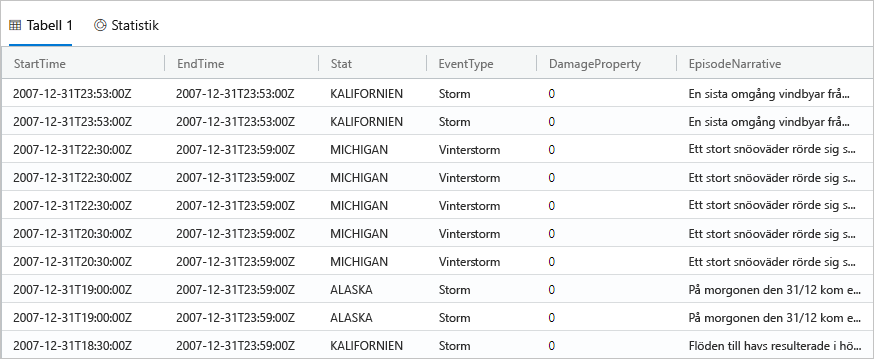 Tabell 1 Statistik
StartTime EndTime Stat EventType DamageProperty EpisodeNarrative
2007-12-31T23:53:00Z 2007-12-31T23:53:00Z KALIFORNIEN Storm 0 En sista omgång vindbyar frå...
2007-12-31T23:53:00Z 2007-12-31T23:53:00Z KALIFORNIEN Storm 0 En sista omgång vindbyar frå...
2007-12-31T22:30:00Z 2007-12-31T23:59:00Z MICHIGAN Vinterstorm 0 Ett stort snöoväder rörde sig s...
2007-12-31T22:30:00Z 2007-12-31T23:59:00Z MICHIGAN Vinterstorm 0 Ett stort snöoväder rörde sig s...
2007-12-31T22:30:00Z 2007-12-31T23:59:00Z MICHIGAN Vinterstorm 0 Ett stort snöoväder rörde sig s...
2007-12-31T20:30:00Z 2007-12-31T23:59:00Z MICHIGAN Vinterstorm 0 Ett stort snöoväder rörde sig s...
2007-12-31T20:30:00Z 2007-12-31T23:59:00Z MICHIGAN Vinterstorm 0 Ett stort snöoväder rörde sig s...
2007-12-31T19:00:00Z 2007-12-31T23:59:00Z ALASKA Storm 0 På morgonen den 31/12 kom e...
2007-12-31T19:00:00Z 2007-12-31T23:59:00Z ALASKA Storm 0 På morgonen den 31/12 kom e...
2007-12-31T18:30:00Z 2007-12-31T23:59:00Z KALIFORNIEN Storm 0 Flöden till havs resulterade i hö...